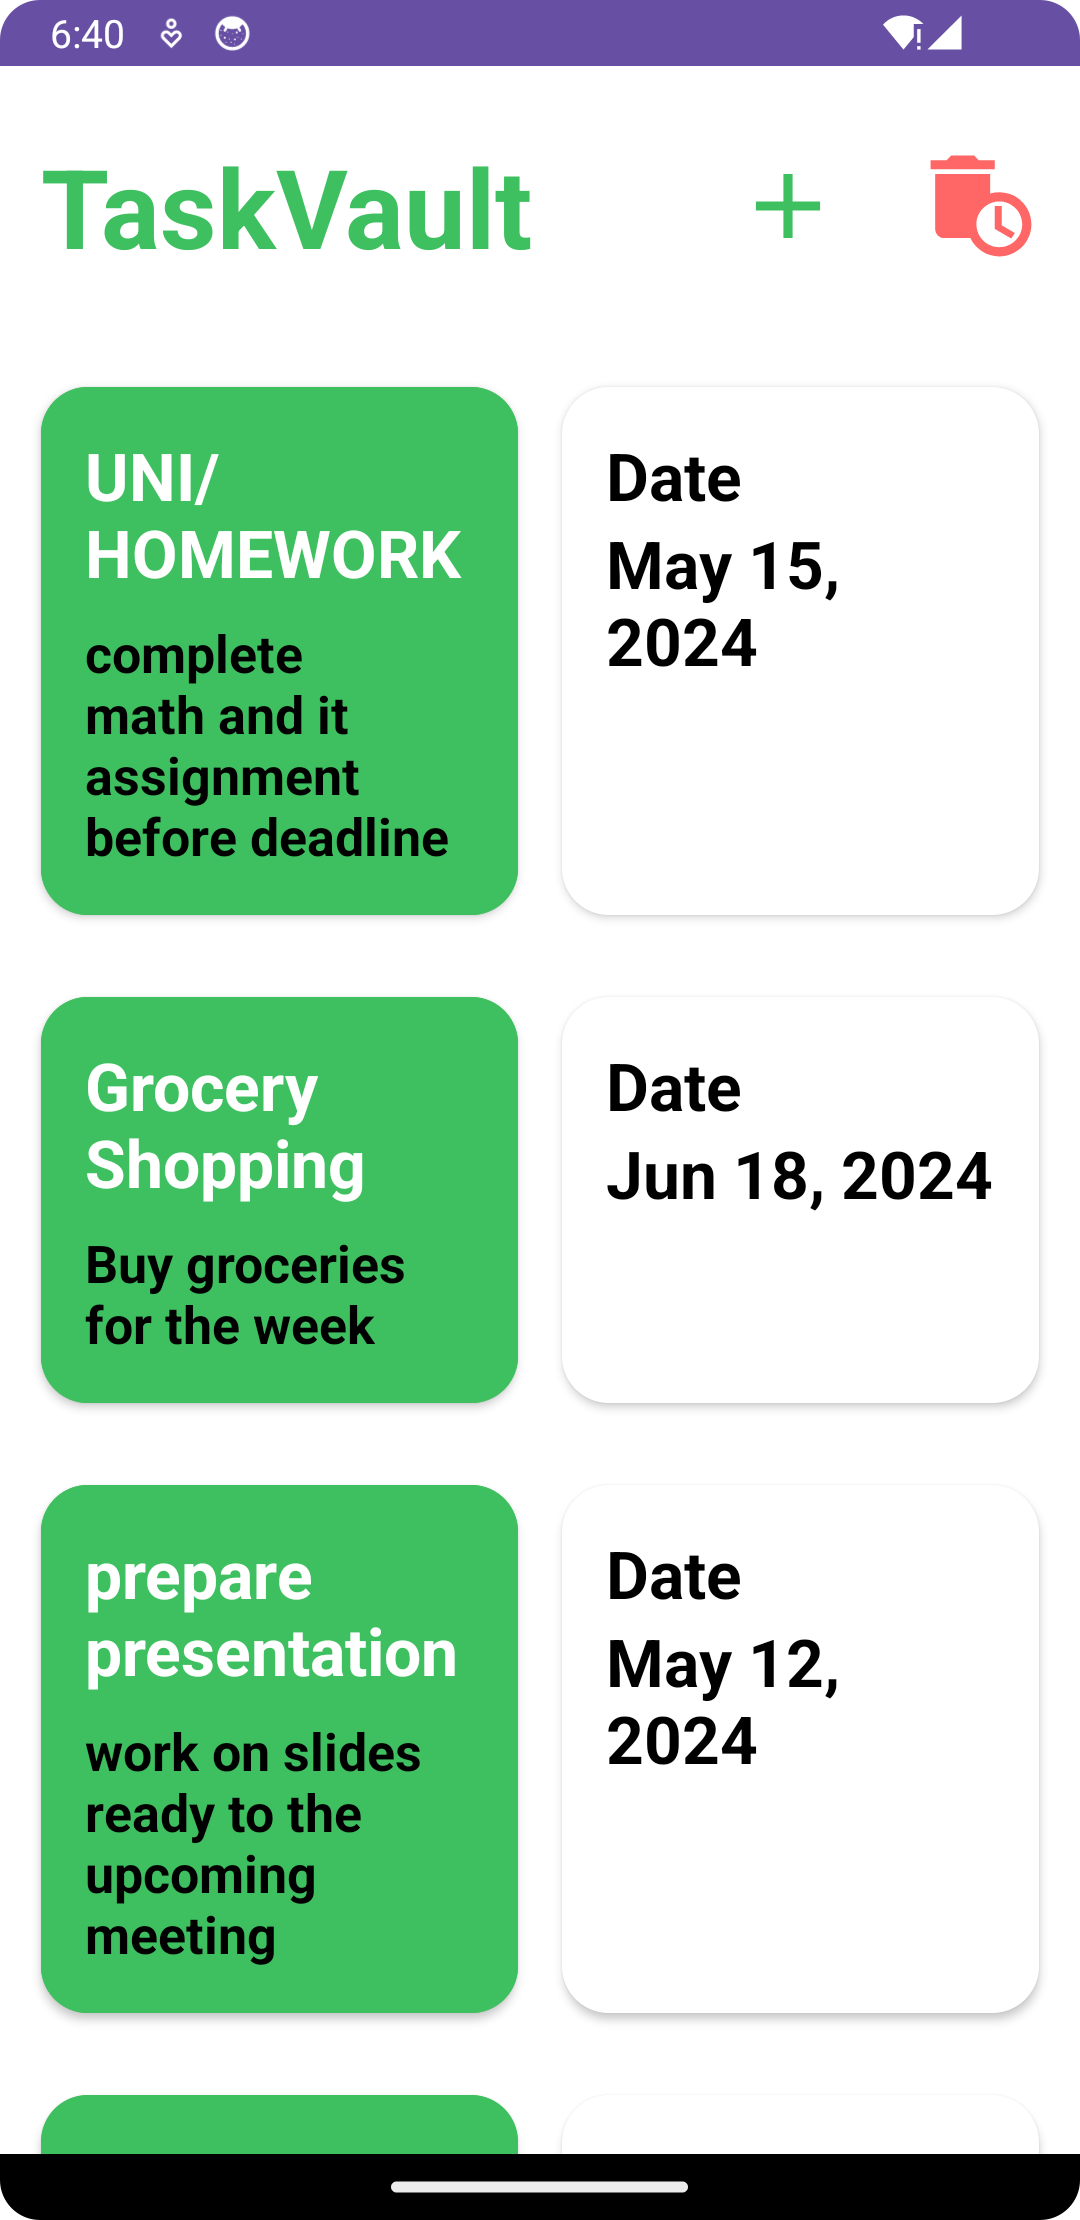 6:40
TaskVault
UNI/
HOMEWORK
complete
math and it
assignment
before deadline
Date
May 15,
2024
Grocery
Shopping
Buy groceries
for the week
Date
Jun 18, 2024
prepare
presentation
work on slides
ready to the
upcoming
meeting
Date
May 12,
2024